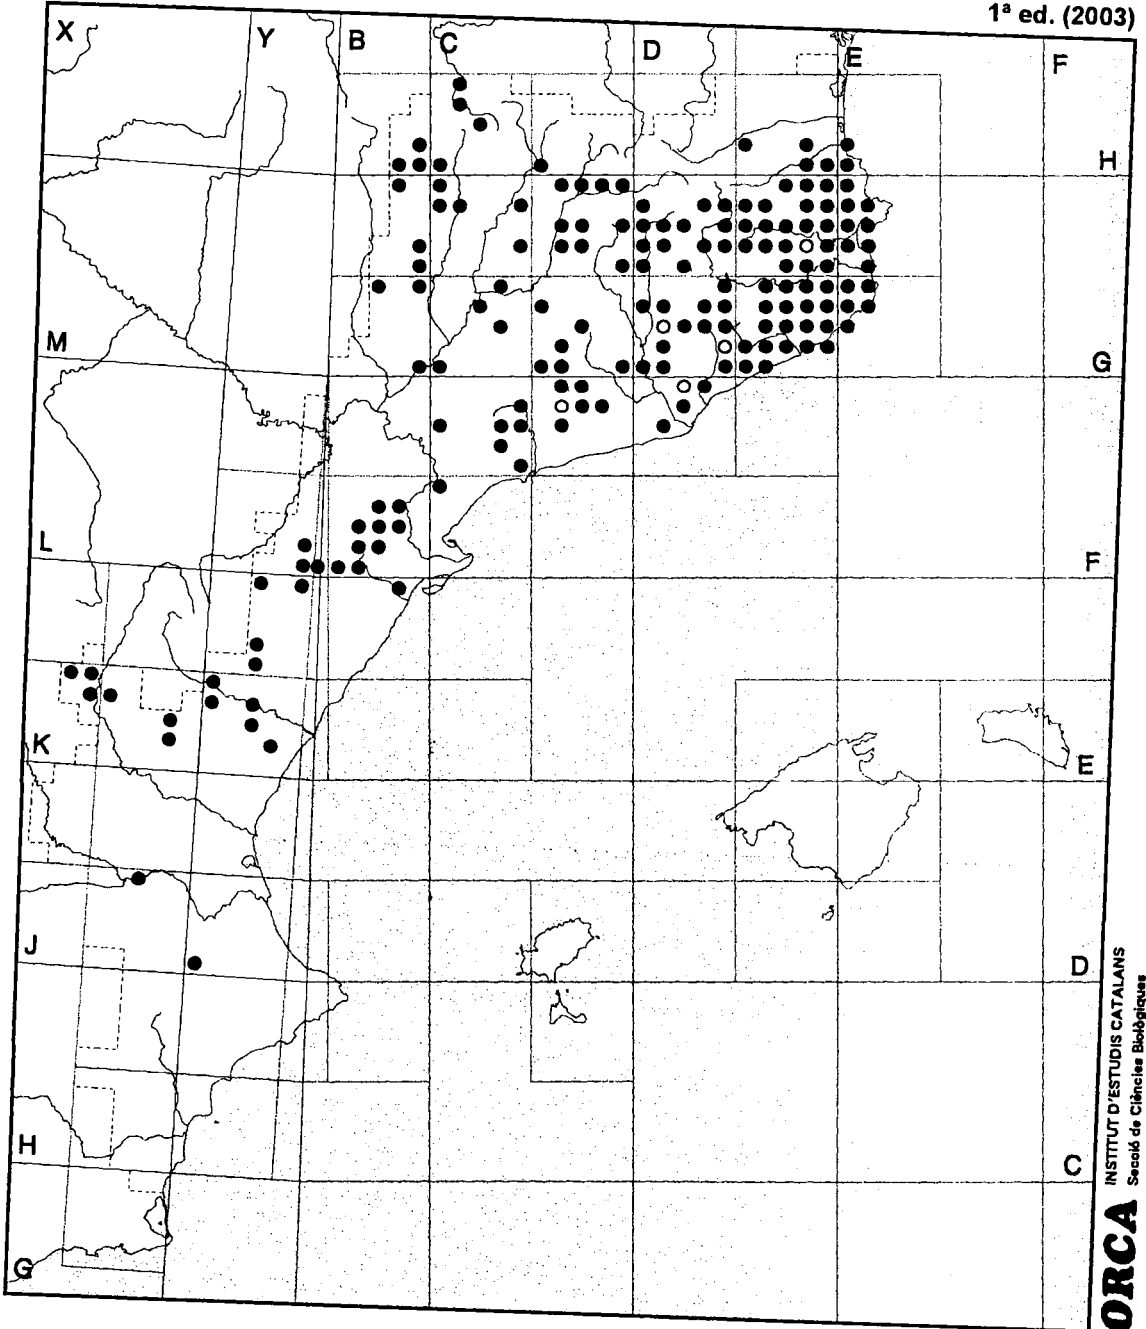 1ª ed. (2003)
X
Y
B
C
D
E
F
H
M
G
L
F
K
E
J
D
H
C
G
INSTITUT D'ESTUDIS CATALANS
Secció de Ciències Biològiques
ORCA